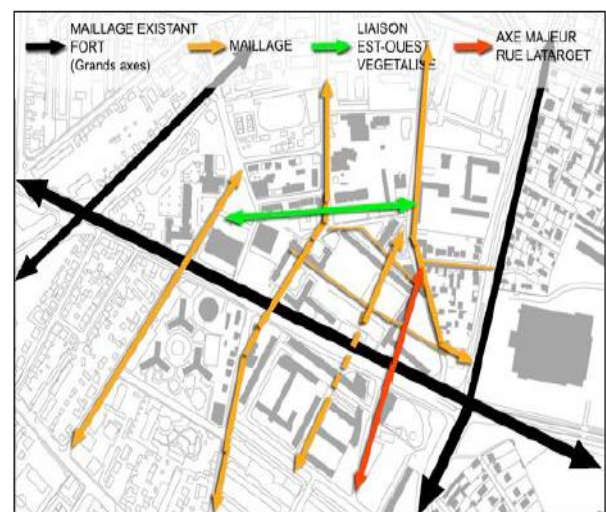 MAILLAGE EXISTANT
FORT
(Grands axes)
MAILLAGE
LIAISON
EST-OUEST
VEGETALISE
AXE MAJEUR
RUE LATARGET